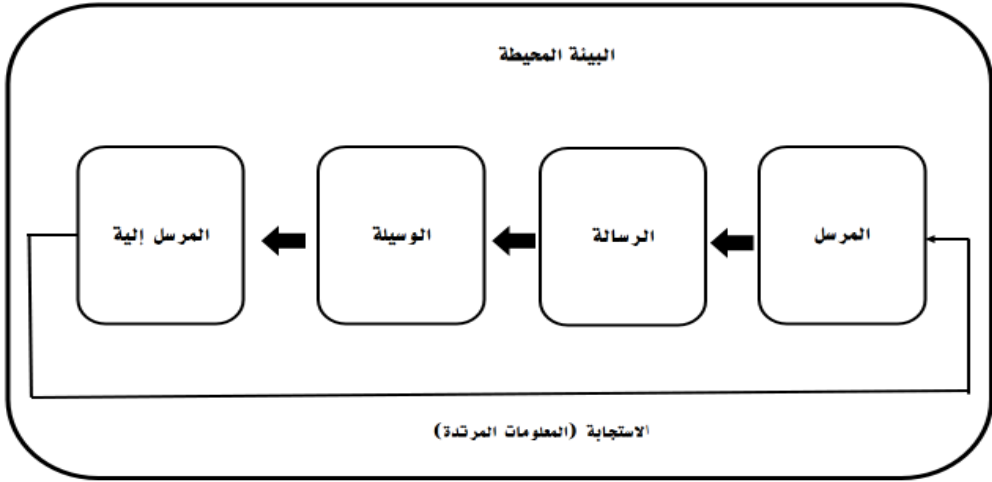 البيئة المحيطة
المرسل
الرسالة
الوسيلة
المرسل إلية
الاستجابة (المعلومات المرتدة)